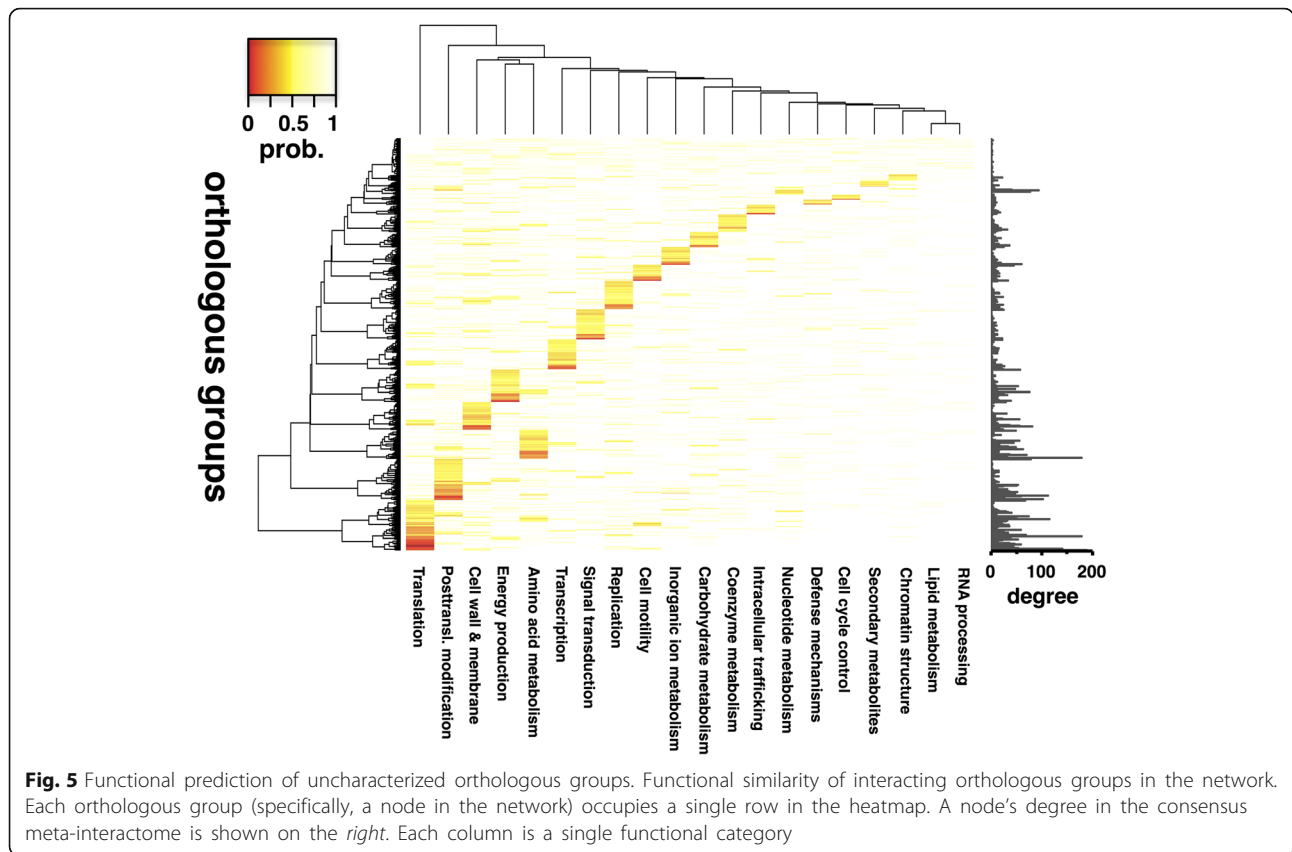 0 0.5 1
prob.
orthologous groups
0 100 200
degree
Translation
Posttransl. modification
Cell wall & membrane
Energy production
Amino acid metabolism
Transcription
Signal transduction
Replication
Cell motility
Inorganic ion metabolism
Carbohydrate metabolism
Coenzyme metabolism
Intracellular trafficking
Nucleotide metabolism
Defense mechanisms
Cell cycle control
Secondary metabolites
Chromatin structure
Lipid metabolism
RNA processing
Fig. 5 Functional prediction of uncharacterized orthologous groups. Functional similarity of interacting orthologous groups in the network.
Each orthologous group (specifically, a node in the network) occupies a single row in the heatmap. A node's degree in the consensus
meta-interactome is shown on the right. Each column is a single functional category